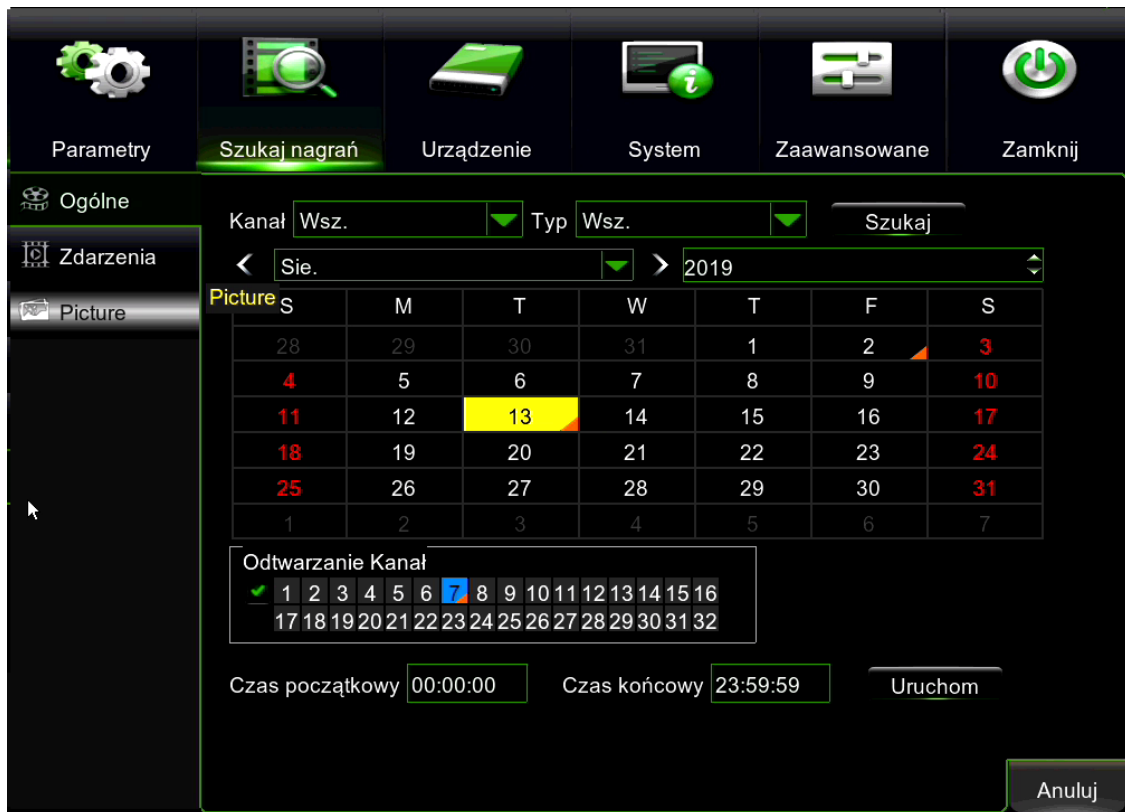 Parametry Szukaj nagrań Urządzenie System Zaawansowane Zamknij
Ogólne
Zdarzenia
Picture
Kanał Wsz. Typ Wsz. Szukaj
Sie. 2019
Picture
S M T W T F S
28 29 30 31 1 2 3
4 5 6 7 8 9 10
11 12 13 14 15 16 17
18 19 20 21 22 23 24
25 26 27 28 29 30 31
1 2 3 4 5 6 7
Odtwarzanie Kanał
1 2 3 4 5 6 7 8 9 10 11 12 13 14 15 16
17 18 19 20 21 22 23 24 25 26 27 28 29 30 31 32
Czas początkowy 00:00:00 Czas końcowy 23:59:59 Uruchom
Anuluj